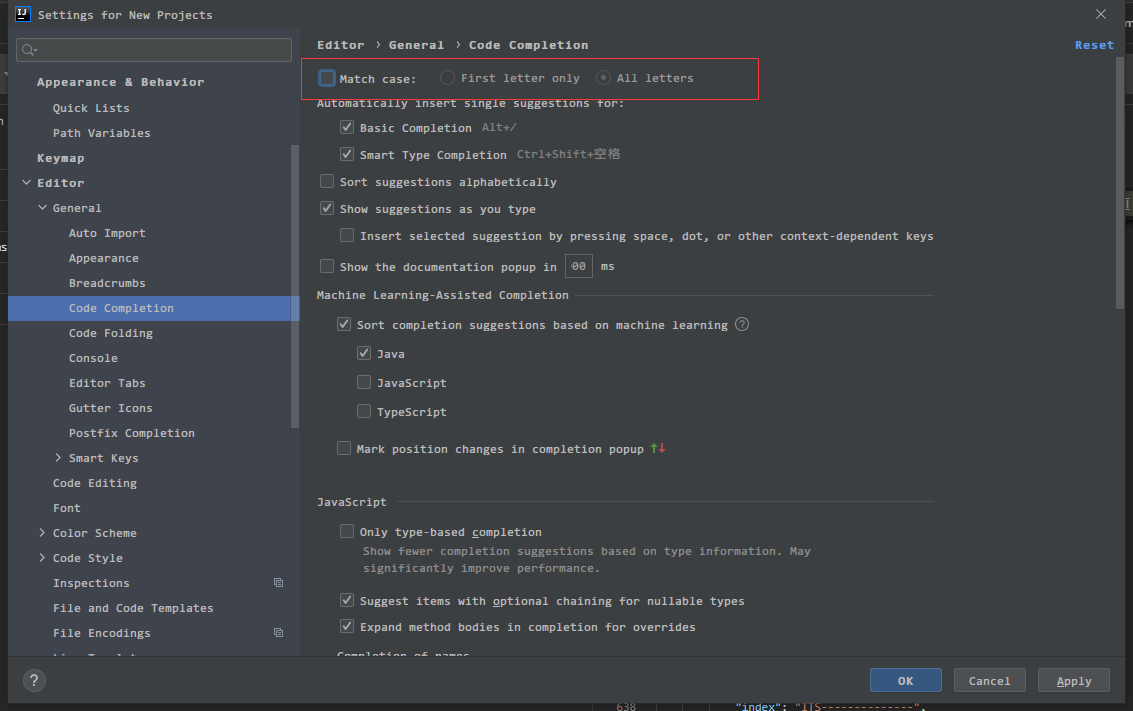 Settings for New Projects
Appearance & Behavior
Quick Lists
Path Variables
Keymap
Editor
General
Auto Import
Appearance
Breadcrumbs
Code Completion
Code Folding
Console
Editor Tabs
Gutter Icons
Postfix Completion
Smart Keys
Code Editing
Font
Color Scheme
Code Style
Inspections
File and Code Templates
File Encodings
Editor › General › Code Completion
Reset
Match case: First letter only All letters
Automatically insert single suggestions for:
Basic Completion Alt+/
Smart Type Completion Ctrl+Shift+空格
Sort suggestions alphabetically
Show suggestions as you type
Insert selected suggestion by pressing space, dot, or other context-dependent keys
Show the documentation popup in 00 ms
Machine Learning-Assisted Completion
Sort completion suggestions based on machine learning ?
Java
JavaScript
TypeScript
Mark position changes in completion popup
JavaScript
Only type-based completion
Show fewer completion suggestions based on type information. May
significantly improve performance.
Suggest items with optional chaining for nullable types
Expand method bodies in completion for overrides
Completion of names
?
OK
Cancel
Apply
638 "index": "ITS--------------",